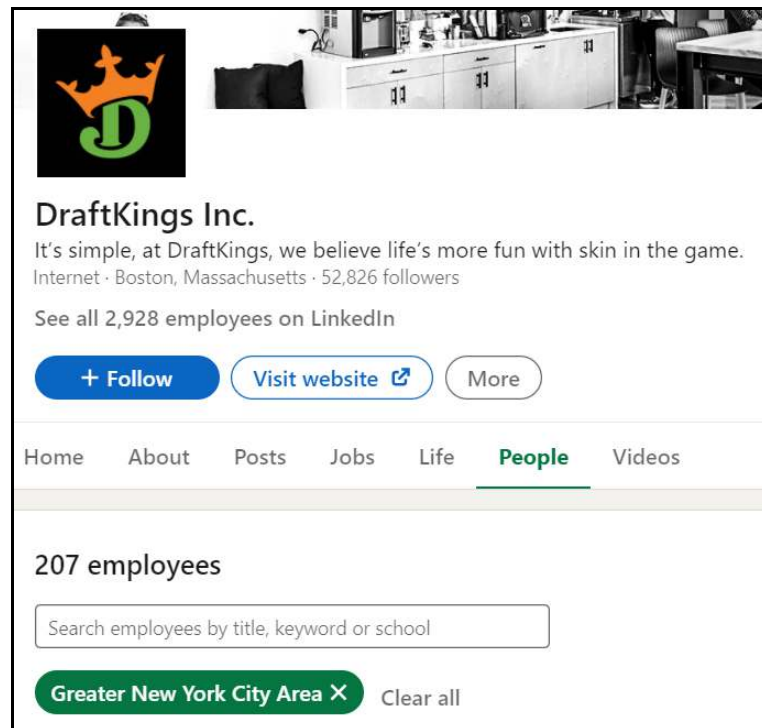 D
DraftKings Inc.
It's simple, at DraftKings, we believe life's more fun with skin in the game.
Internet · Boston, Massachusetts · 52,826 followers
See all 2,928 employees on LinkedIn
+ Follow
Visit website
More
Home About Posts Jobs Life People Videos
207 employees
Search employees by title, keyword or school
Greater New York City Area ✕ Clear all